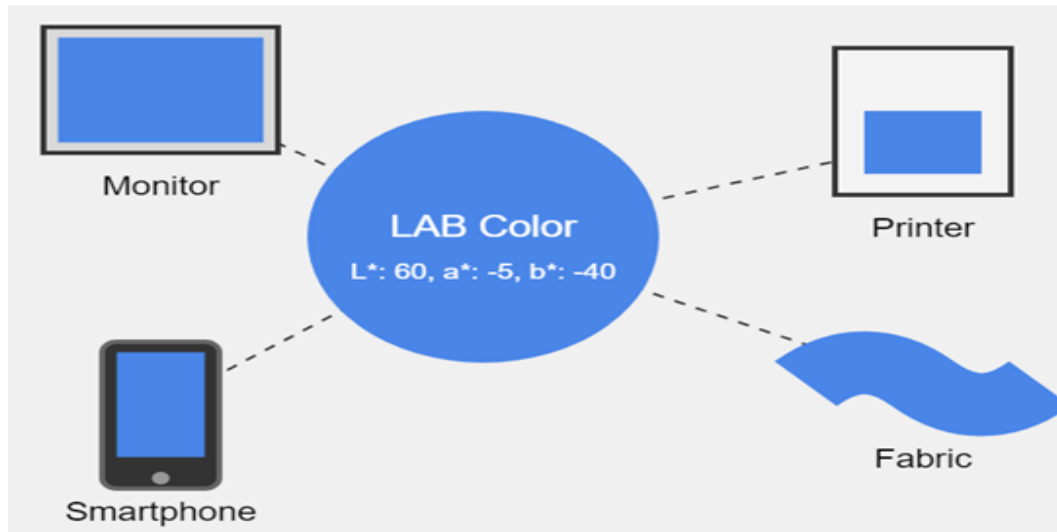 Monitor
LAB Color
L*: 60, a*: -5, b*: -40
Printer
Smartphone
Fabric